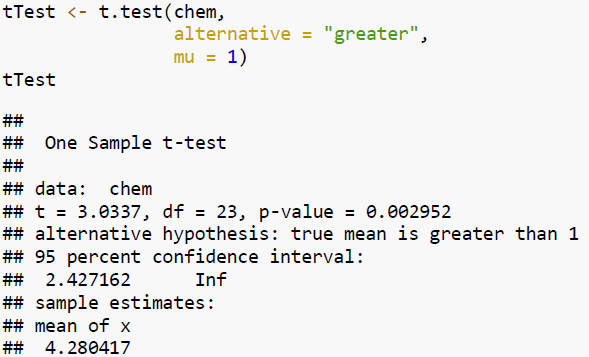 tTest <- t.test(chem,
alternative = "greater",
mu = 1)
tTest
##
##  One Sample t-test
##
## data:  chem
## t = 3.0337, df = 23, p-value = 0.002952
## alternative hypothesis: true mean is greater than 1
## 95 percent confidence interval:
##  2.427162      Inf
## sample estimates:
## mean of x
##  4.280417